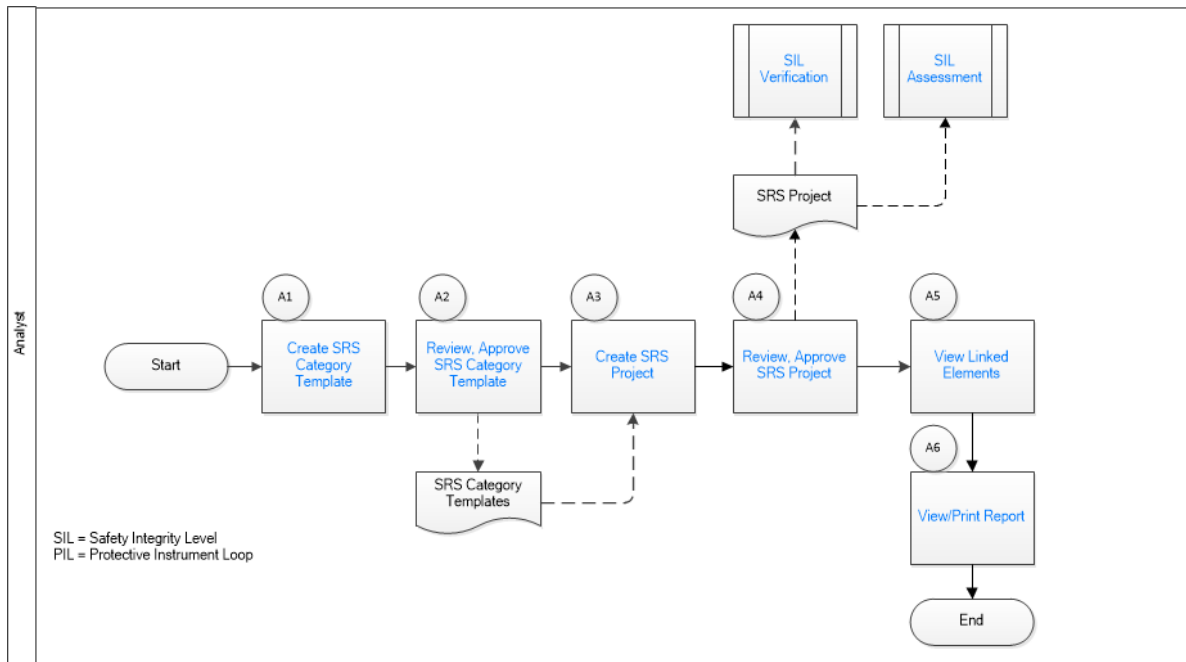 Analyst
SIL
Verification
SIL
Assessment
SRS Project
A1
A2
A3
A4
A5
Start
Create SRS
Category
Template
Review, Approve
SRS Category
Template
Create SRS
Project
Review, Approve
SRS Project
View Linked
Elements
A6
SRS Category
Templates
View/Print Report
SIL = Safety Integrity Level
PIL = Protective Instrument Loop
End